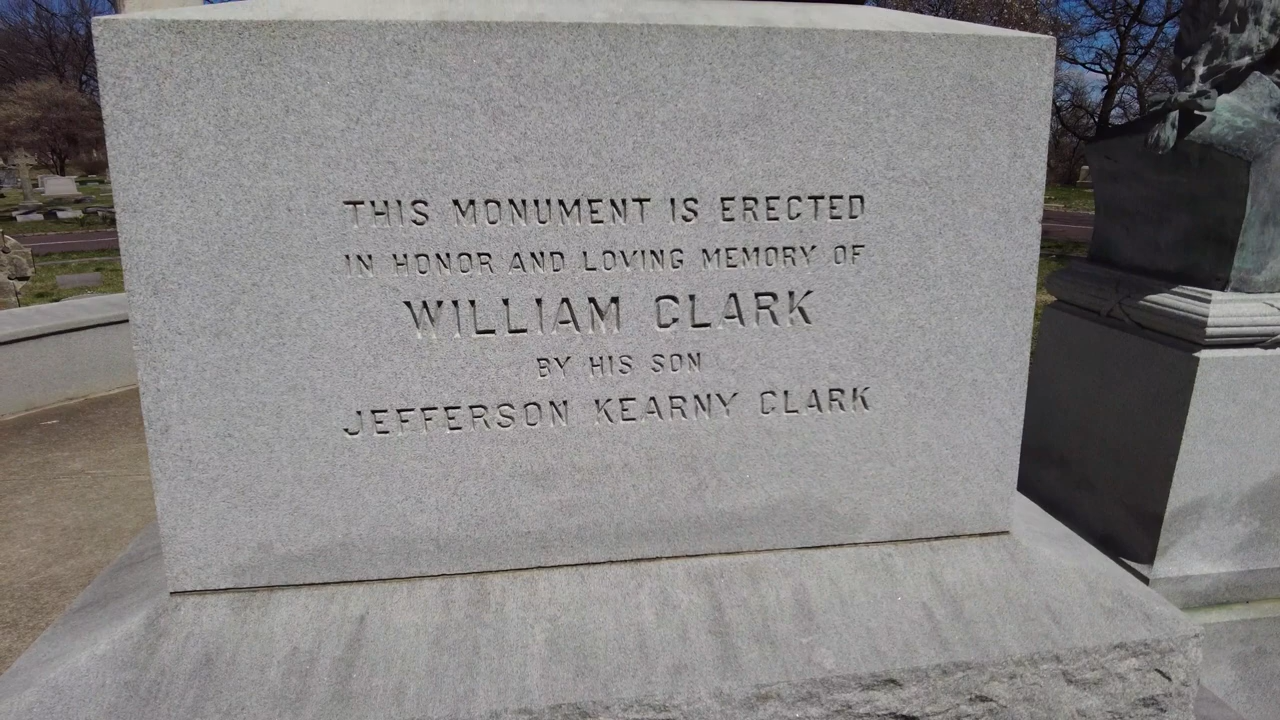 THIS MONUMENT IS ERECTED
IN HONOR AND LOVING MEMORY OF
WILLIAM CLARK
BY HIS SON
JEFFERSON KEARNY CLARK